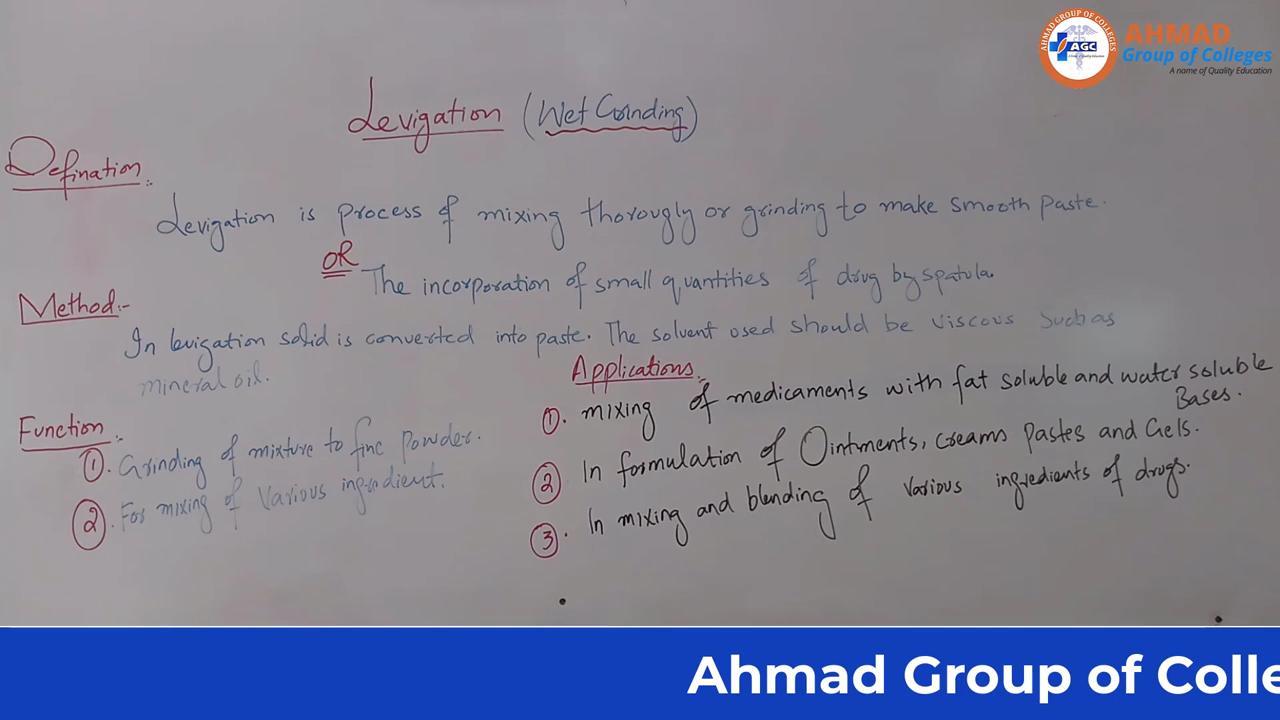 AHMAD GROUP OF COLLEGES
AGC
AHMAD
Group of Colleges
A name of Quality Education
Levigation (Wet Grinding)
Defination:
Levigation is process of mixing thorougly or grinding to make smooth paste.
OR
The incorporation of small quantities of drug by spatula.
Method:-
In levigation solid is converted into paste. The solvent used should be viscous such as
mineral oil.
Function:
①. Grinding of mixture to fine powder.
②. For mixing of various ingredient.
Applications:
①. mixing of medicaments with fat soluble and water soluble
Bases.
② In formulation of Ointments, creams Pastes and Gels.
③. In mixing and blending of various ingredients of drugs.
Ahmad Group of Colle